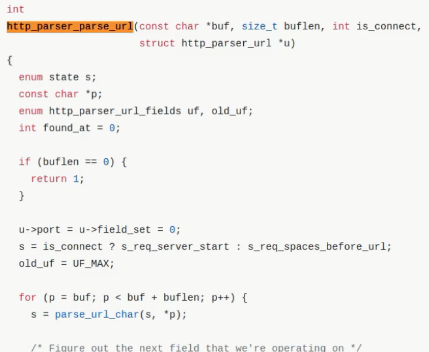 int
http_parser_parse_url(const char *buf, size_t buflen, int is_connect,
                      struct http_parser_url *u)
{
  enum state s;
  const char *p;
  enum http_parser_url_fields uf, old_uf;
  int found_at = 0;

  if (buflen == 0) {
    return 1;
  }

  u->port = u->field_set = 0;
  s = is_connect ? s_req_server_start : s_req_spaces_before_url;
  old_uf = UF_MAX;

  for (p = buf; p < buf + buflen; p++) {
    s = parse_url_char(s, *p);

    /* Figure out the next field that we're operating on */